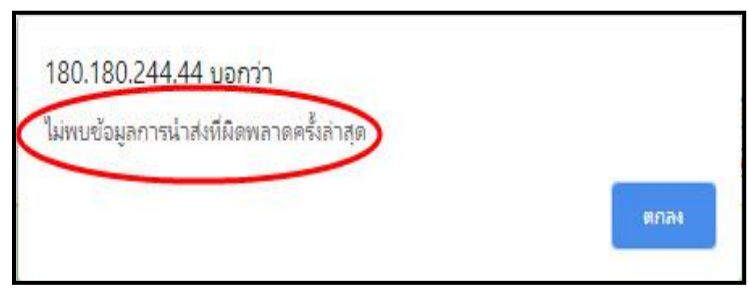 180.180.244.44 บอกว่า
ไม่พบข้อมูลการนำส่งที่ผิดพลาดครั้งล่าสุด
ตกลง